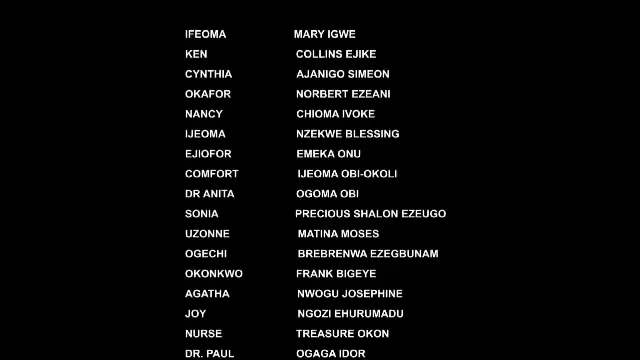 IFEOMA MARY IGWE
KEN COLLINS EJIKE
CYNTHIA AJANIGO SIMEON
OKAFOR NORBERT EZEANI
NANCY CHIOMA IVOKE
IJEOMA NZEKWE BLESSING
EJIOFOR EMEKA ONU
COMFORT IJEOMA OBI-OKOLI
DR ANITA OGOMA OBI
SONIA PRECIOUS SHALON EZEUGO
UZONNE MATINA MOSES
OGECHI BREBRENWA EZEGBUNAM
OKONKWO FRANK BIGEYE
AGATHA NWOGU JOSEPHINE
JOY NGOZI EHURUMADU
NURSE TREASURE OKON
DR. PAUL OGAGA IDOR